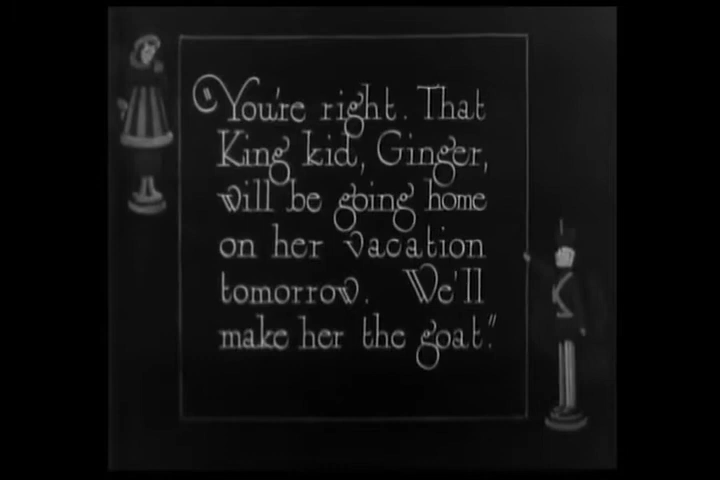 "You're right. That
King kid, Ginger,
will be going home
on her vacation
tomorrow. We'll
make her the goat."